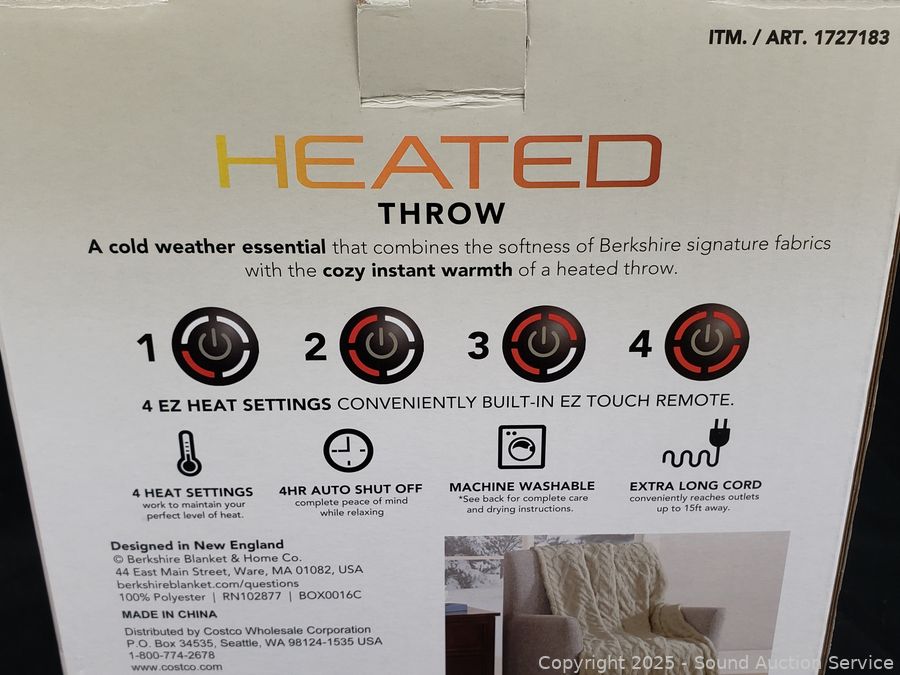 ITM. / ART. 1727183
HEATED
THROW
A cold weather essential that combines the softness of Berkshire signature fabrics
with the cozy instant warmth of a heated throw.
1 2 3 4
4 EZ HEAT SETTINGS CONVENIENTLY BUILT-IN EZ TOUCH REMOTE.
4 HEAT SETTINGS
work to maintain your
perfect level of heat.
4HR AUTO SHUT OFF
complete peace of mind
while relaxing
MACHINE WASHABLE
*See back for complete care
and drying instructions.
EXTRA LONG CORD
conveniently reaches outlets
up to 15ft away.
Designed in New England
© Berkshire Blanket & Home Co.
44 East Main Street, Ware, MA 01082, USA
berkshireblanket.com/questions
100% Polyester | RN102877 | BOX0016C
MADE IN CHINA
Distributed by Costco Wholesale Corporation
P.O. Box 34535, Seattle, WA 98124-1535 USA
1-800-774-2678
www.costco.com
Copyright 2025 - Sound Auction Service